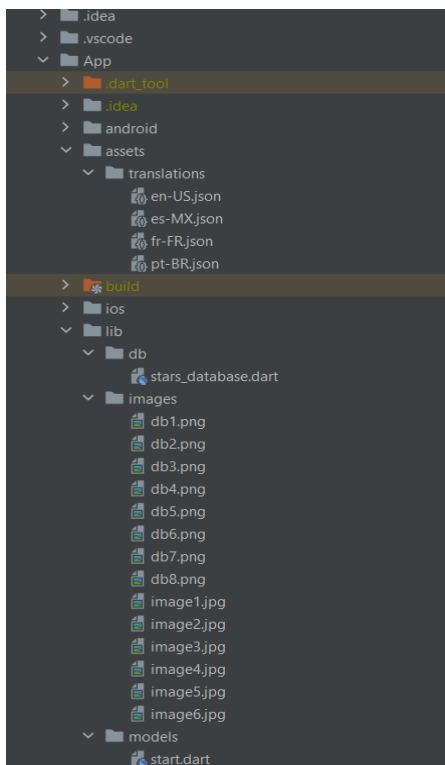 .idea
.vscode
App
.dart_tool
.idea
android
assets
translations
en-US.json
es-MX.json
fr-FR.json
pt-BR.json
build
ios
lib
db
stars_database.dart
images
db1.png
db2.png
db3.png
db4.png
db5.png
db6.png
db7.png
db8.png
image1.jpg
image2.jpg
image3.jpg
image4.jpg
image5.jpg
image6.jpg
models
start.dart